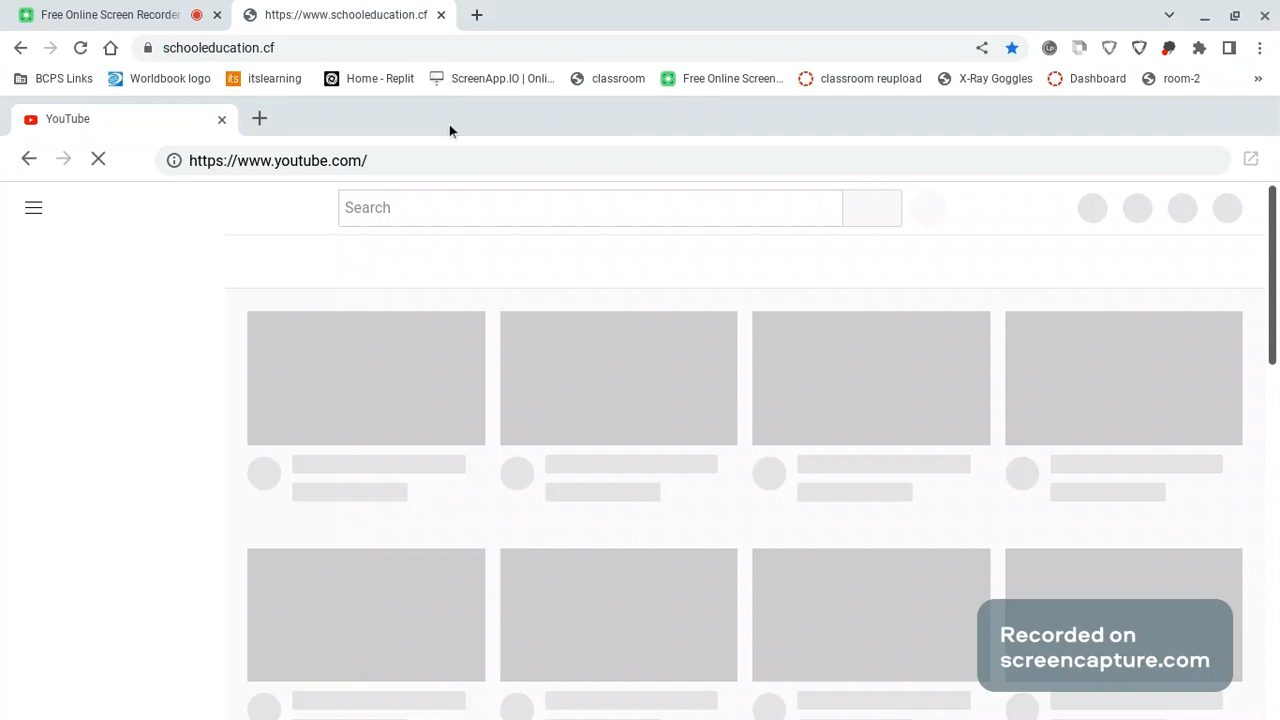 Free Online Screen Recorder
https://www.schooleducation.cf
schooleducation.cf
BCPS Links
Worldbook logo
its
itslearning
Home - Replit
ScreenApp.IO | Onli...
classroom
Free Online Screen...
classroom reupload
X-Ray Goggles
Dashboard
room-2
»
YouTube
https://www.youtube.com/
Search
Recorded on
screencapture.com